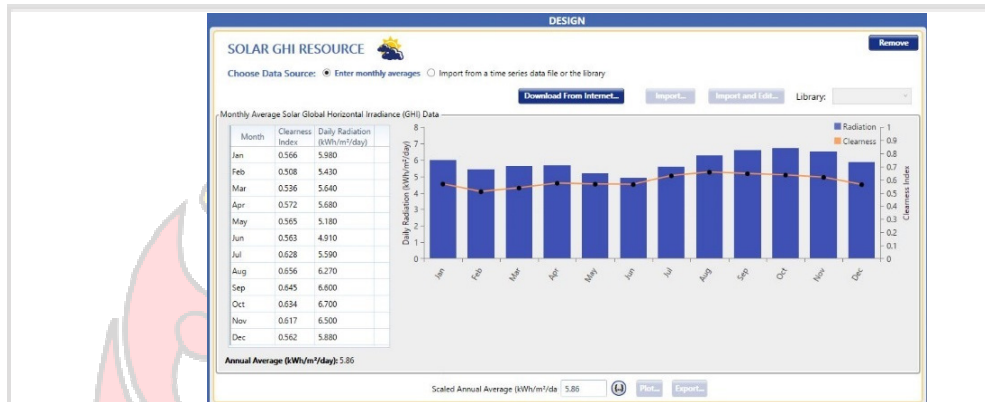 DESIGN
SOLAR GHI RESOURCE
Remove
Choose Data Source: Enter monthly averages Import from a time series data file or the library
Download From Internet... Import... Import and Edit... Library:
Monthly Average Solar Global Horizontal Irradiance (GHI) Data
Month Clearness Index Daily Radiation (kWh/m²/day)
Jan 0.566 5.980
Feb 0.508 5.430
Mar 0.536 5.640
Apr 0.572 5.680
May 0.565 5.180
Jun 0.563 4.910
Jul 0.628 5.590
Aug 0.656 6.270
Sep 0.645 6.600
Oct 0.634 6.700
Nov 0.617 6.500
Dec 0.562 5.880
Daily Radiation (kWh/m²/day)
8
7
6
5
4
3
2
1
0
Jan Feb Mar Apr May Jun Jul Aug Sep Oct Nov Dec
Radiation
Clearness
1
0.9
0.8
0.7
0.6
0.5
0.4
0.3
0.2
0.1
0
Clearness Index
Annual Average (kWh/m²/day): 5.86
Scaled Annual Average (kWh/m²/da 5.86 {..} Plot... Export...